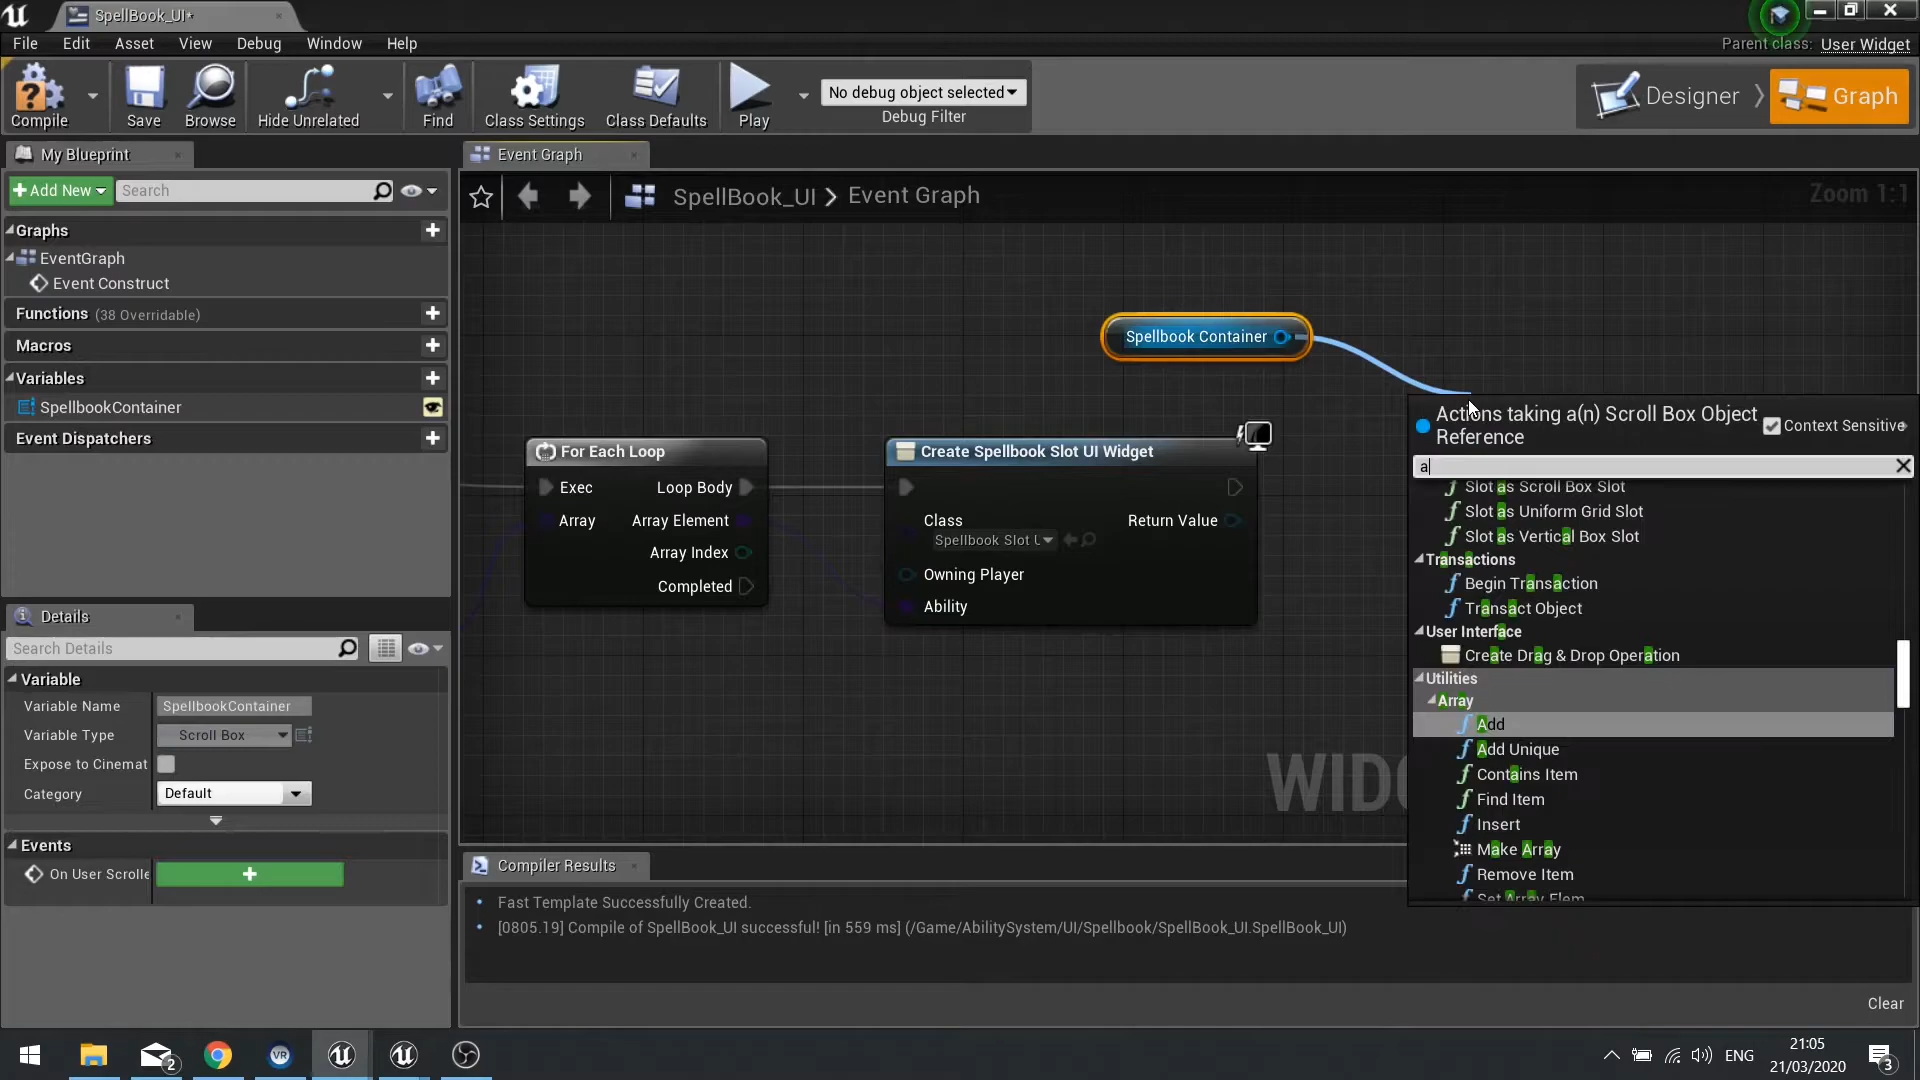 SpellBook_UI*
File Edit Asset View Debug Window Help
Parent class: User Widget
Compile
Save
Browse
Hide Unrelated
Find
Class Settings
Class Defaults
Play
No debug object selected
Debug Filter
Designer
Graph
My Blueprint
Add New
Search
Graphs
EventGraph
Event Construct
Functions (38 Overridable)
Macros
Variables
SpellbookContainer
Event Dispatchers
Details
Search Details
Variable
Variable Name SpellbookContainer
Variable Type Scroll Box
Expose to Cinemat
Category Default
Events
On User Scrolle
Event Graph
SpellBook_UI > Event Graph
Zoom 1:1
Spellbook Container
For Each Loop
Exec Loop Body
Array Array Element
Array Index
Completed
Create Spellbook Slot UI Widget
Class Return Value
Spellbook Slot U
Owning Player
Ability
Actions taking a(n) Scroll Box Object
Reference
Context Sensitive
a
Slot as Scroll Box Slot
Slot as Uniform Grid Slot
Slot as Vertical Box Slot
Transactions
Begin Transaction
Transact Object
User Interface
Create Drag & Drop Operation
Utilities
Array
Add
Add Unique
Contains Item
Find Item
Insert
Make Array
Remove Item
Set Array Elem
WIDG
Compiler Results
Fast Template Successfully Created.
[0805.19] Compile of SpellBook_UI successful! [in 559 ms] (/Game/AbilitySystem/UI/Spellbook/SpellBook_UI.SpellBook_UI)
Clear
2
VR
ENG
21:05
21/03/2020
3